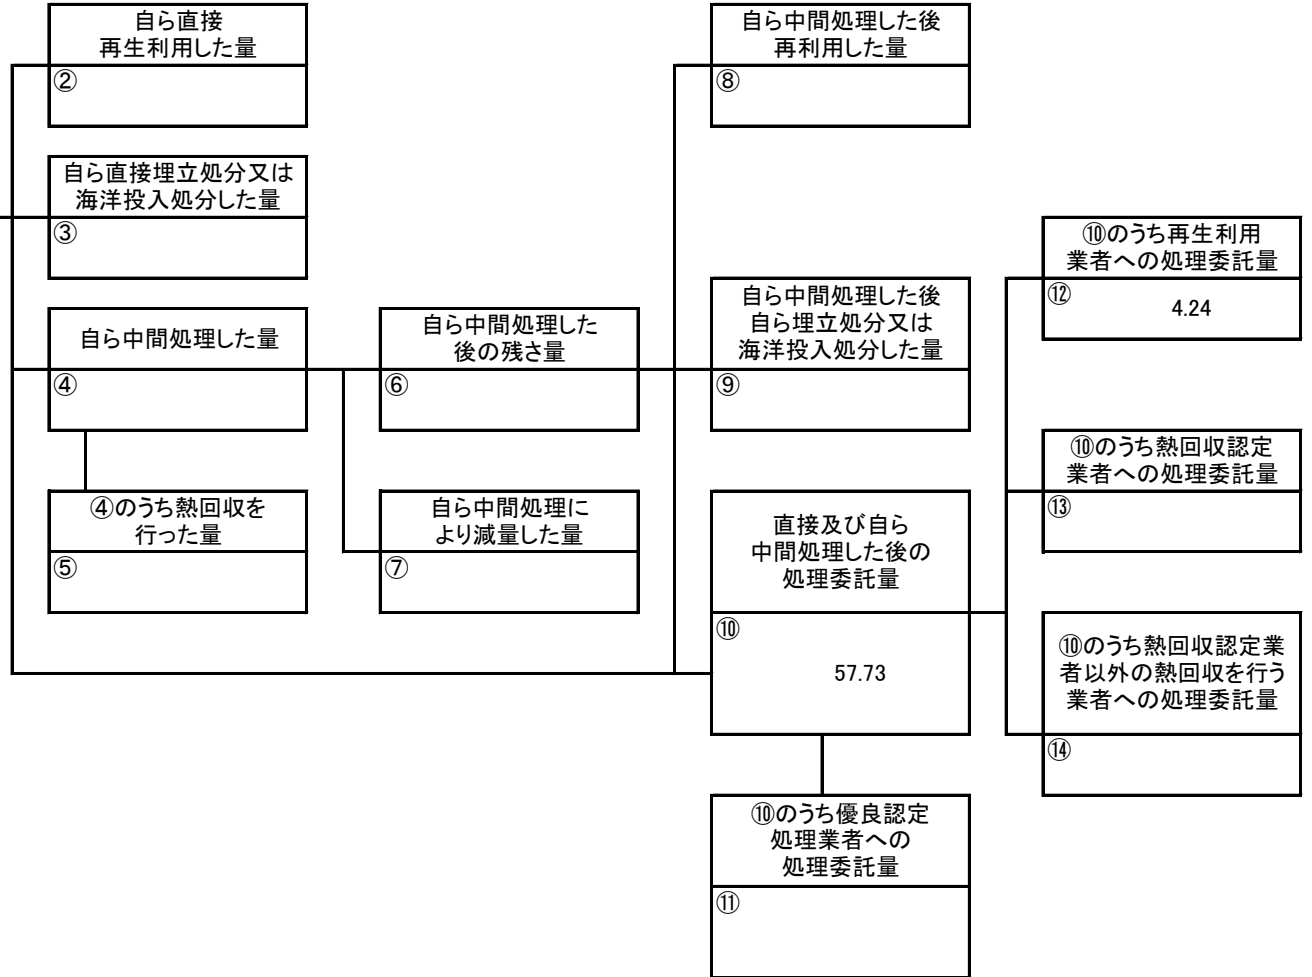 自ら直接
再生利用した量
②
自ら直接埋立処分又は
海洋投入処分した量
③
自ら中間処理した量
④
④のうち熱回収を
行った量
⑤
自ら中間処理した
後の残さ量
⑥
自ら中間処理に
より減量した量
⑦
自ら中間処理した後
再利用した量
⑧
自ら中間処理した後
自ら埋立処分又は
海洋投入処分した量
⑨
直接及び自ら
中間処理した後の
処理委託量
⑩
57.73
⑩のうち優良認定
処理業者への
処理委託量
⑪
⑩のうち再生利用
業者への処理委託量
⑫
4.24
⑩のうち熱回収認定
業者への処理委託量
⑬
⑩のうち熱回収認定業
者以外の熱回収を行う
業者への処理委託量
⑭